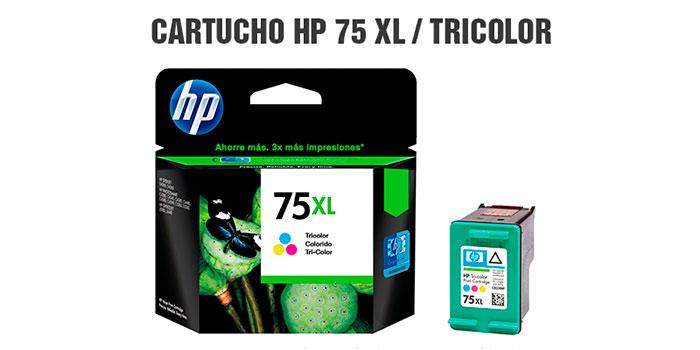 CARTUCHO HP 75 XL / TRICOLOR
hp
Ahorre más. 3x más impresiones*
75XL
Tricolor
Colorido
Tri-Color
hp
HP Tri-color
Print Cartridge
75XL